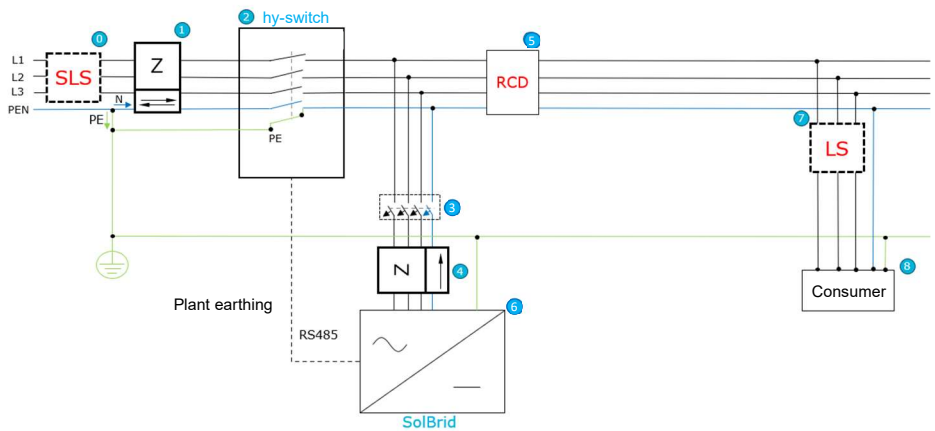 0
1
2 hy-switch
5
L1
L2
L3
PEN
SLS
N
Z
RCD
PE
PE
7
LS
3
N
4
8
Consumer
Plant earthing
6
RS485
SolBrid